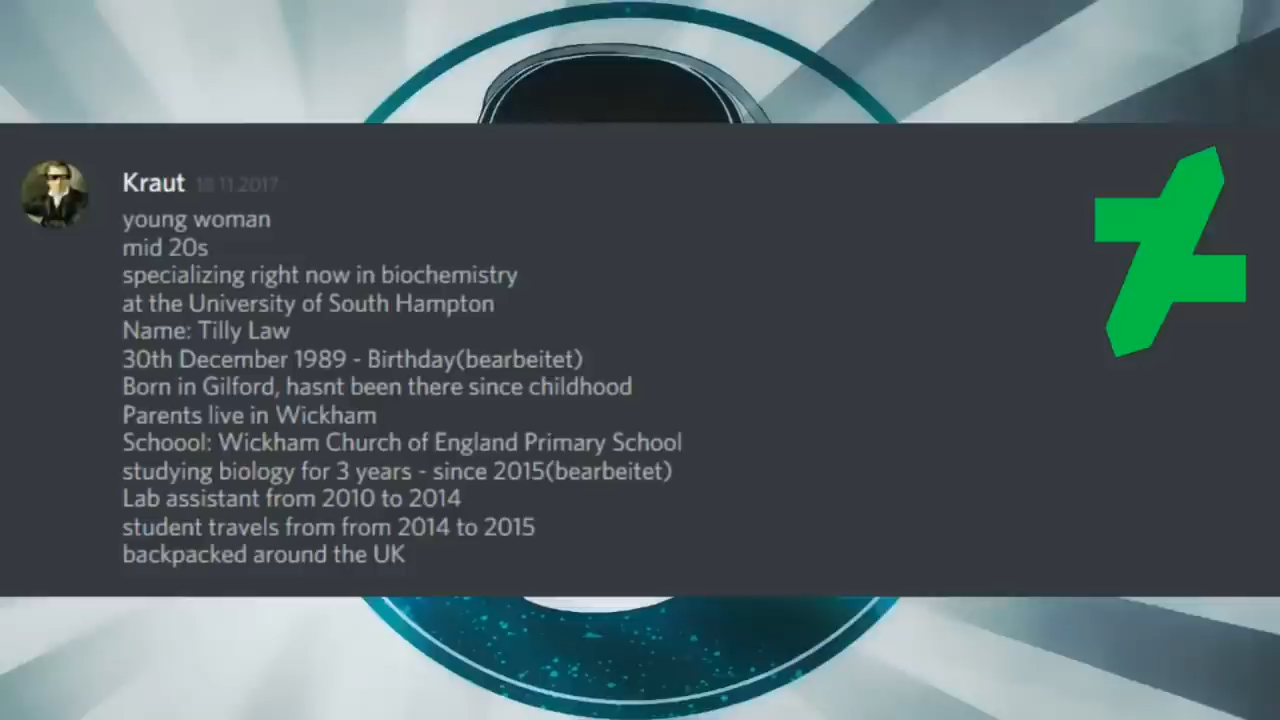 Kraut 18.11.2017
young woman
mid 20s
specializing right now in biochemistry
at the University of South Hampton
Name: Tilly Law
30th December 1989 - Birthday(bearbeitet)
Born in Gilford, hasnt been there since childhood
Parents live in Wickham
Schoool: Wickham Church of England Primary School
studying biology for 3 years - since 2015(bearbeitet)
Lab assistant from 2010 to 2014
student travels from from 2014 to 2015
backpacked around the UK